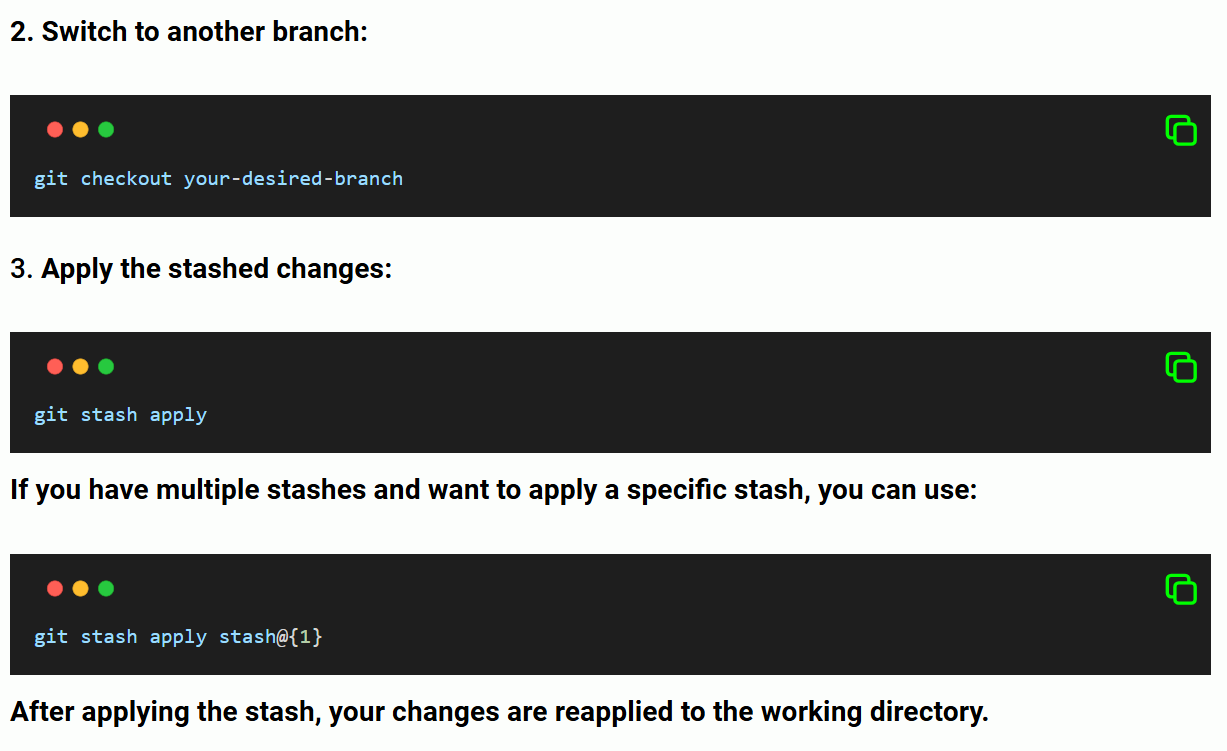 2. Switch to another branch:
git checkout your-desired-branch
3. Apply the stashed changes:
git stash apply
If you have multiple stashes and want to apply a specific stash, you can use:
git stash apply stash@{1}
After applying the stash, your changes are reapplied to the working directory.